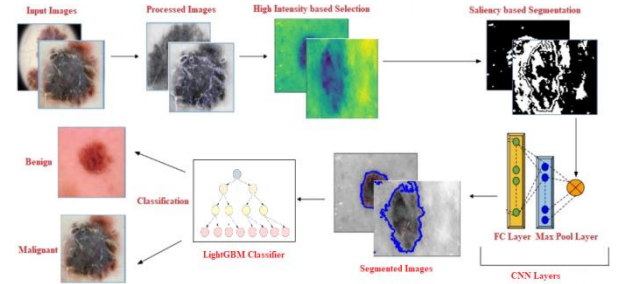 Input Images
Processed Images
High Intensity based Selection
Saliency based Segmentation
Benign
Classification
Malignant
LightGBM Classifier
Segmented Images
FC Layer
Max Pool Layer
CNN Layers